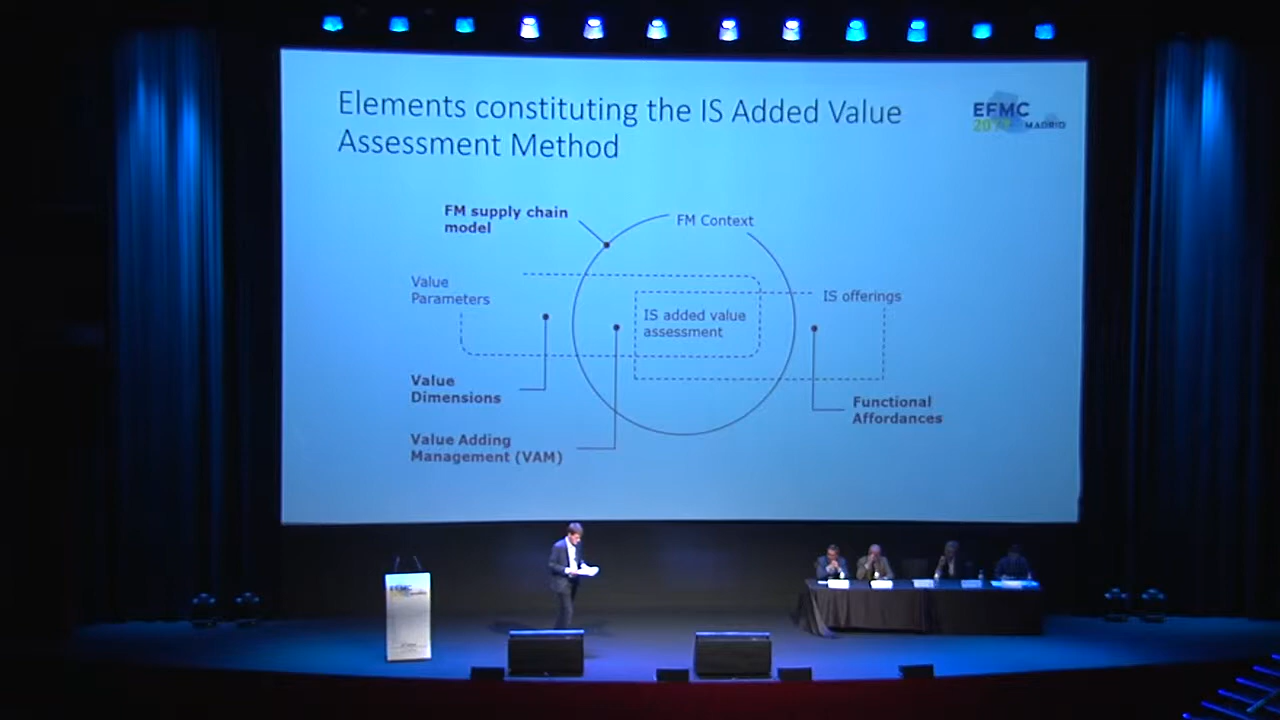 Elements constituting the IS Added Value
Assessment Method
EFMC
MADRID
FM supply chain
model
FM Context
Value
Parameters
IS offerings
IS added value
assessment
Value
Dimensions
Functional
Affordances
Value Adding
Management (VAM)
EFMC